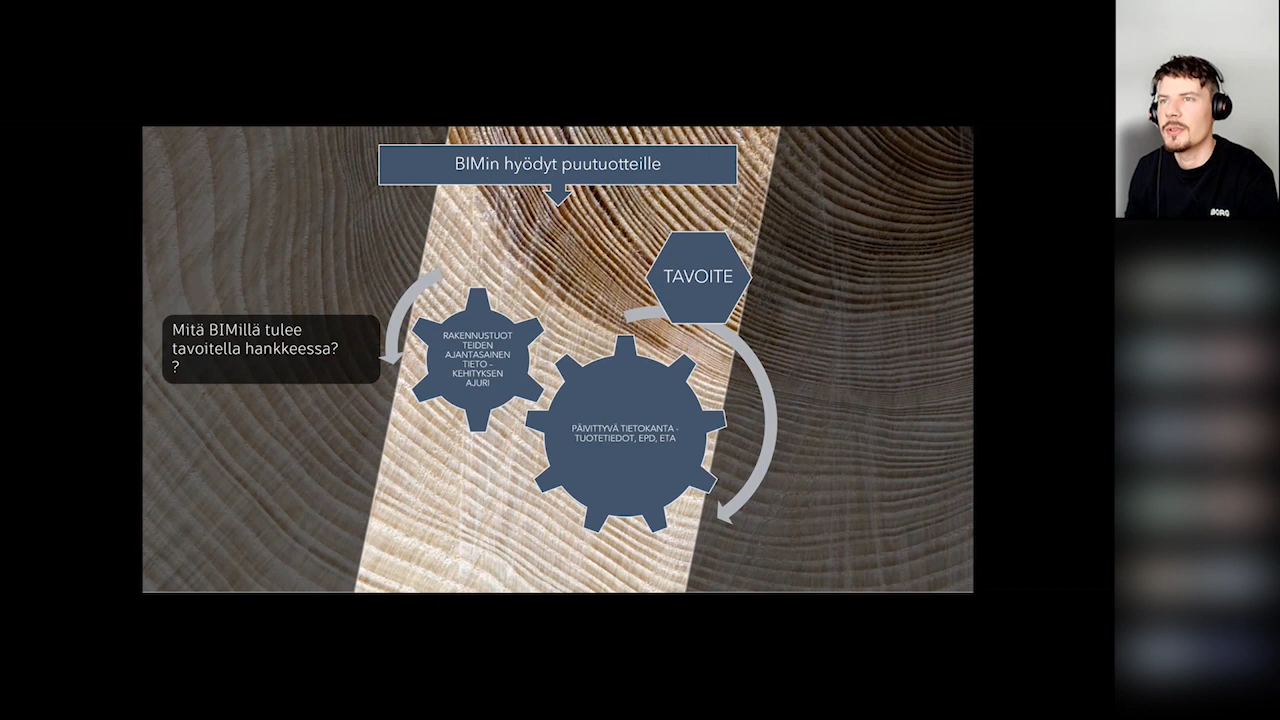 BIMin hyödyt puutuotteille
TAVOITE
Mitä BIMillä tulee
tavoitella hankkeessa?
?
RAKENNUSTUOT
TEIDEN
AJANTASAINEN
TIETO -
KEHITYKSEN
AJURI
PÄIVITTYVÄ TIETOKANTA -
TUOTETIEDOT, EPD, ETA